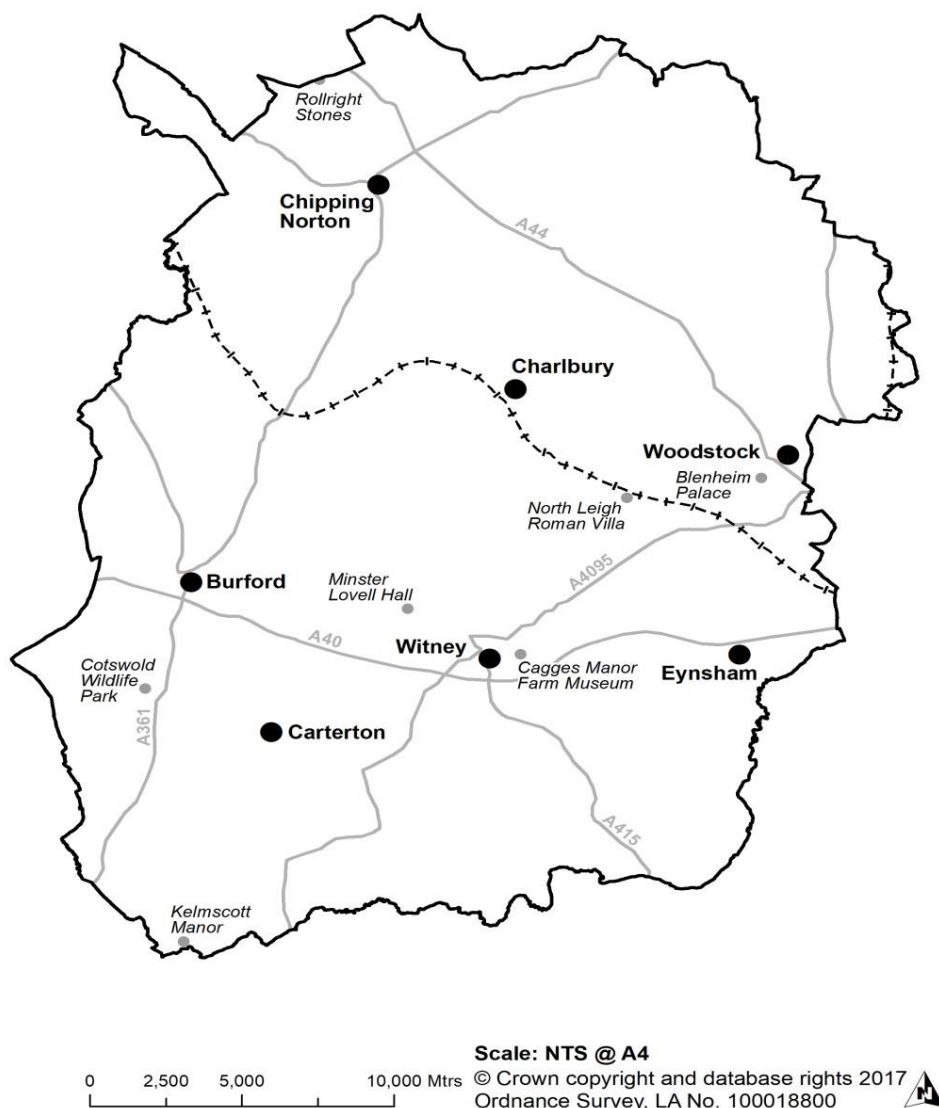 Rollright
Stones
Chipping
Norton
A44
Charlbury
Woodstock
Blenheim
Palace
North Leigh
Roman Villa
A4095
Burford
Minster
Lovell Hall
A40
Witney
Cagges Manor
Farm Museum
Eynsham
Cotswold
Wildlife
Park
A361
Carterton
A415
Kelmscott
Manor
Scale: NTS @ A4
0 2,500 5,000 10,000 Mtrs
© Crown copyright and database rights 2017
Ordnance Survey. LA No. 100018800
N